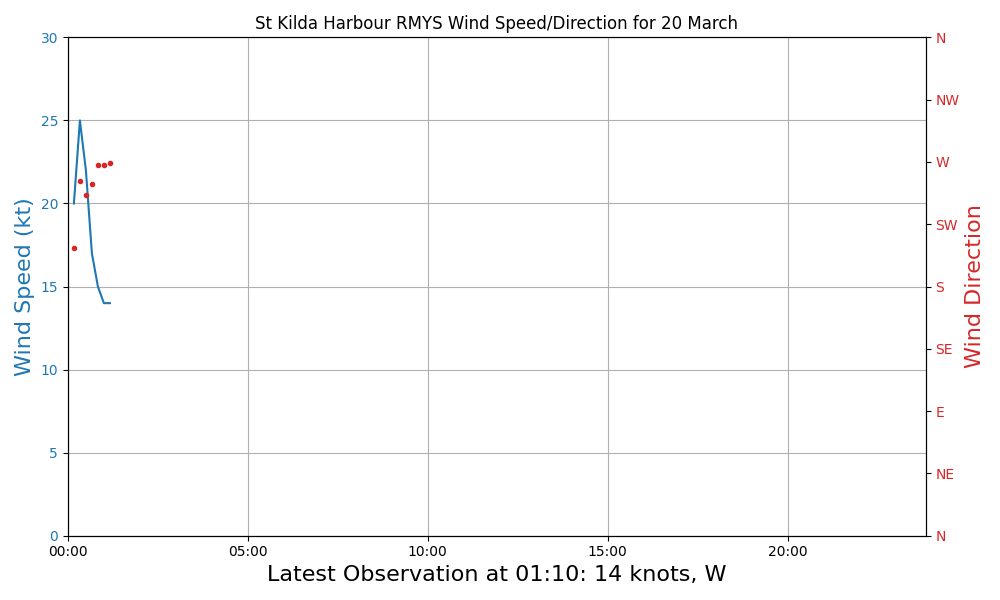 St Kilda Harbour RMYS Wind Speed/Direction for 20 March
Wind Speed (kt)
30
25
20
15
10
5
0
00:00 05:00 10:00 15:00 20:00
N
NW
W
SW
S
SE
E
NE
N
Wind Direction
Latest Observation at 01:10: 14 knots, W